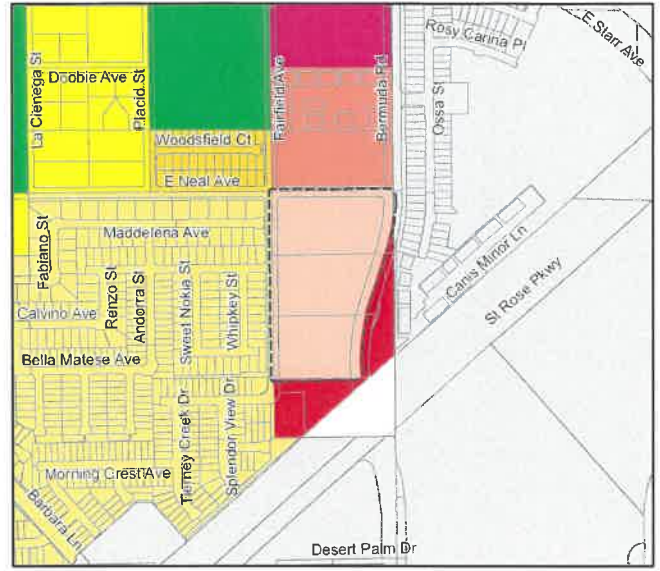 Rosy Carina Pl
E Starr Ave
La Cienega St
Doobie Ave
Placid St
Fairfield Ave
Bermuda Rd
Ossa St
Woodsfield Ct
E Neal Ave
Fabiano St
Maddelena Ave
Canis Minor Ln
St Rose Pkwy
Renzo St
Andorra St
Sweet Nokia St
Whipkey St
Calvino Ave
Bella Matese Ave
Tierney Creek Dr
Splendor View Dr
Morning Crest Ave
Barbara Ln
Desert Palm Dr